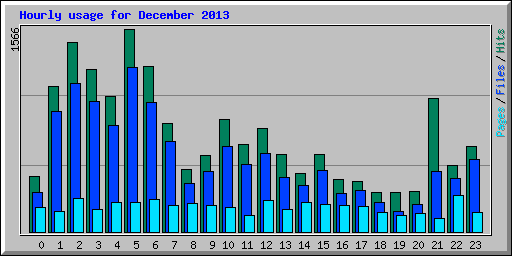 Hourly usage for December 2013
1566
Pages/Files/Hits
0 1 2 3 4 5 6 7 8 9 10 11 12 13 14 15 16 17 18 19 20 21 22 23